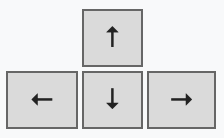 ↑
← ↓ →